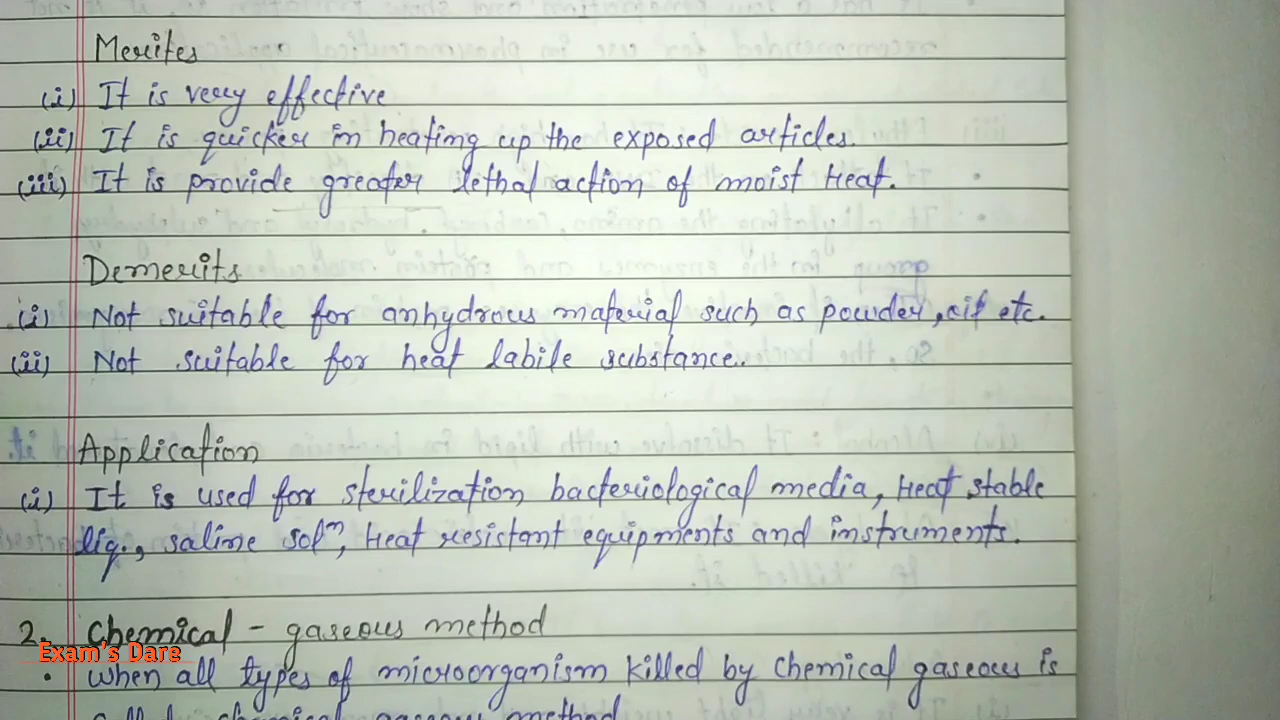 Merites
(i) It is very effective
(ii) It is quicker in heating up the exposed articles.
(iii) It is provide greater lethal action of moist Heat.
Demerits
(i) Not suitable for anhydrous material such as powder, oil etc.
(ii) Not suitable for heat labile substance.
Application
(i) It is used for sterilization bacteriological media, Heat stable
liq., saline solⁿ, Heat resistant equipments and instruments.
2. Chemical - gaseous method
Exam's Dare
• When all types of microorganism killed by chemical gaseous is
called chemical gaseous method